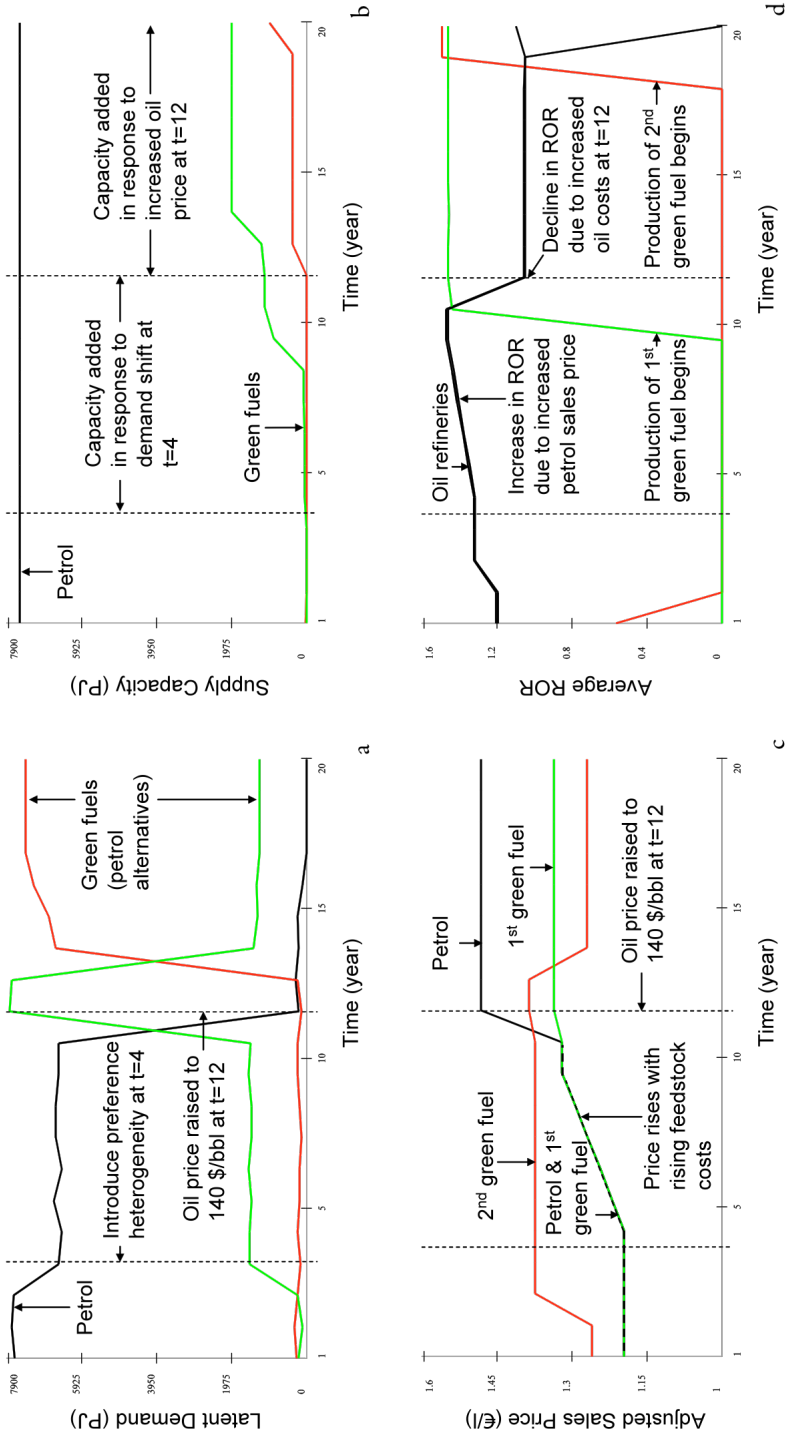 7900
5925
3950
1975
0
Latent Demand (PJ)
Petrol
Introduce preference
heterogeneity at t=4
Oil price raised to
140 $/bbl at t=12
Green fuels
(petrol
alternatives)
1
5
10
15
20
Time (year)
a
7900
5925
3950
1975
0
Supply Capacity (PJ)
Petrol
Capacity added
in response to
demand shift at
t=4
Green fuels
Capacity added
in response to
increased oil
price at t=12
1
5
10
15
20
Time (year)
b
1.6
1.45
1.3
1.15
1
Adjusted Sales Price (€/l)
2nd green fuel
Petrol & 1st
green fuel
Price rises with
rising feedstock
costs
Petrol
1st green fuel
Oil price raised to
140 $/bbl at t=12
1
5
10
15
20
Time (year)
c
1.6
1.2
0.8
0.4
0
Average ROR
Oil refineries
Increase in ROR
due to increased
petrol sales price
Production of 1st
green fuel begins
Decline in ROR
due to increased
oil costs at t=12
Production of 2nd
green fuel begins
1
5
10
15
20
Time (year)
d